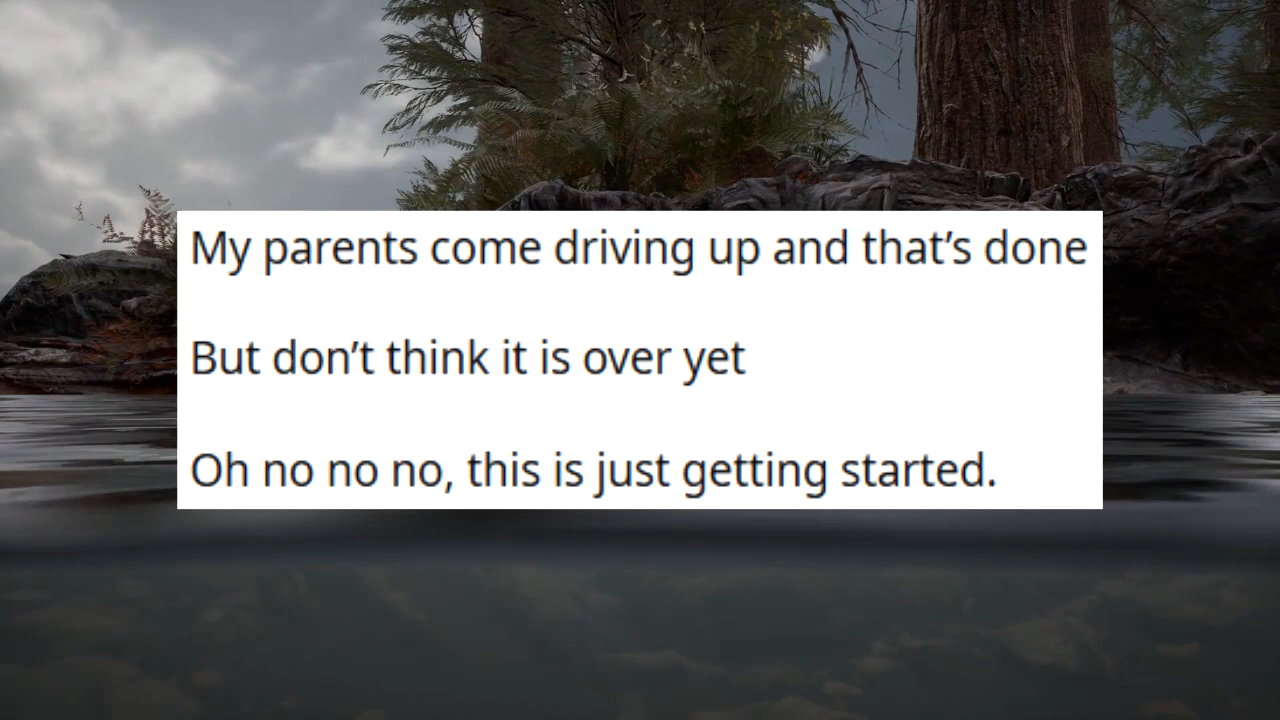 My parents come driving up and that’s done
But don’t think it is over yet
Oh no no no, this is just getting started.